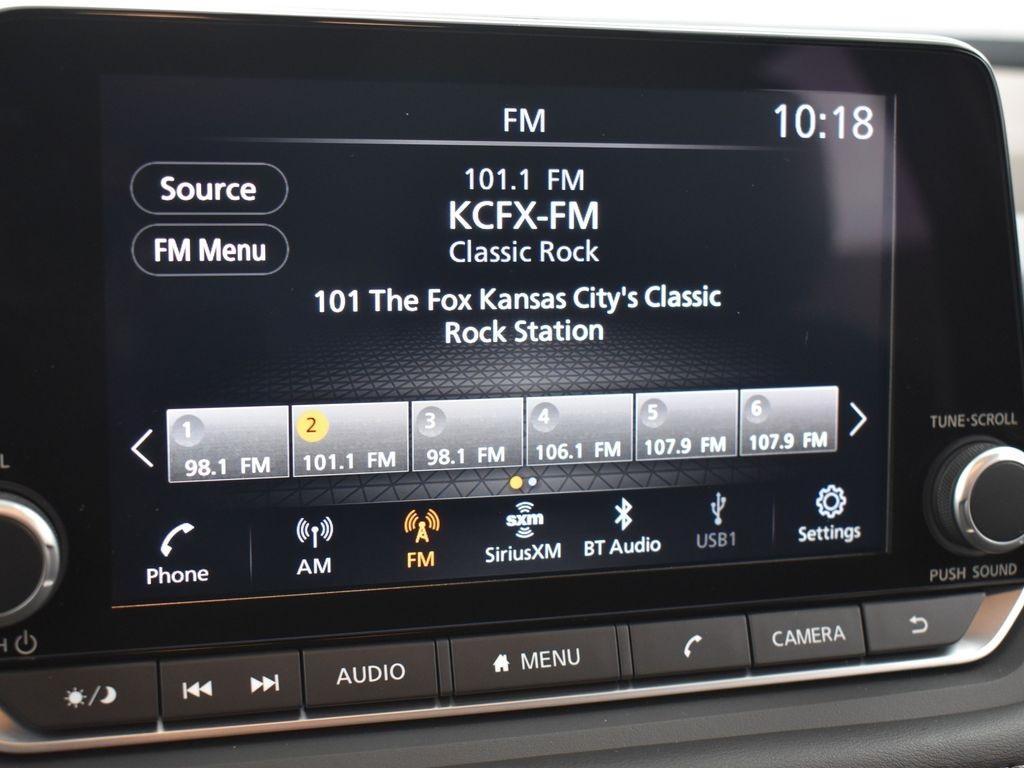 FM
10:18
Source
101.1 FM
KCFX-FM
FM Menu
Classic Rock
101 The Fox Kansas City's Classic
Rock Station
1
98.1 FM
2
101.1 FM
3
98.1 FM
4
106.1 FM
5
107.9 FM
6
107.9 FM
TUNE·SCROLL
Phone
AM
FM
sxm
SiriusXM
BT Audio
USB1
Settings
PUSH SOUND
AUDIO
MENU
CAMERA